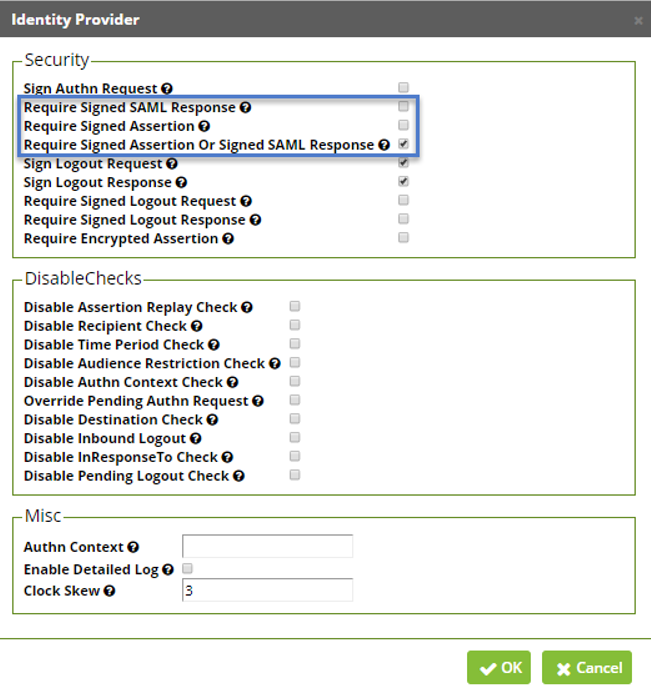 Identity Provider
Security
Sign Authn Request
Require Signed SAML Response
Require Signed Assertion
Require Signed Assertion Or Signed SAML Response
Sign Logout Request
Sign Logout Response
Require Signed Logout Request
Require Signed Logout Response
Require Encrypted Assertion
DisableChecks
Disable Assertion Replay Check
Disable Recipient Check
Disable Time Period Check
Disable Audience Restriction Check
Disable Authn Context Check
Override Pending Authn Request
Disable Destination Check
Disable Inbound Logout
Disable InResponseTo Check
Disable Pending Logout Check
Misc
Authn Context
Enable Detailed Log
Clock Skew 3
OK Cancel